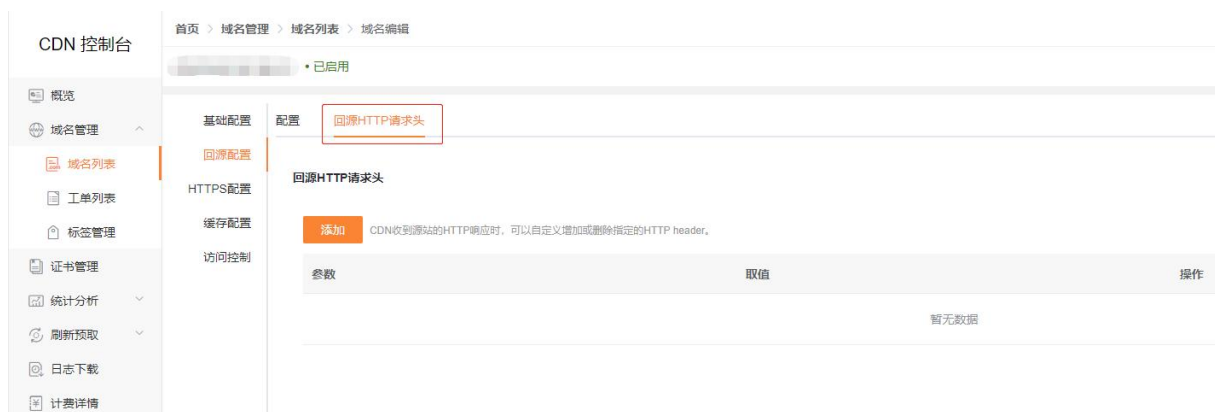 CDN 控制台
概览
域名管理
域名列表
工单列表
标签管理
证书管理
统计分析
刷新预取
日志下载
计费详情
首页 > 域名管理 > 域名列表 > 域名编辑
• 已启用
基础配置
回源配置
HTTPS配置
缓存配置
访问控制
配置 回源HTTP请求头
回源HTTP请求头
添加 CDN收到源站的HTTP响应时，可以自定义增加或删除指定的HTTP header。
参数 取值 操作
暂无数据